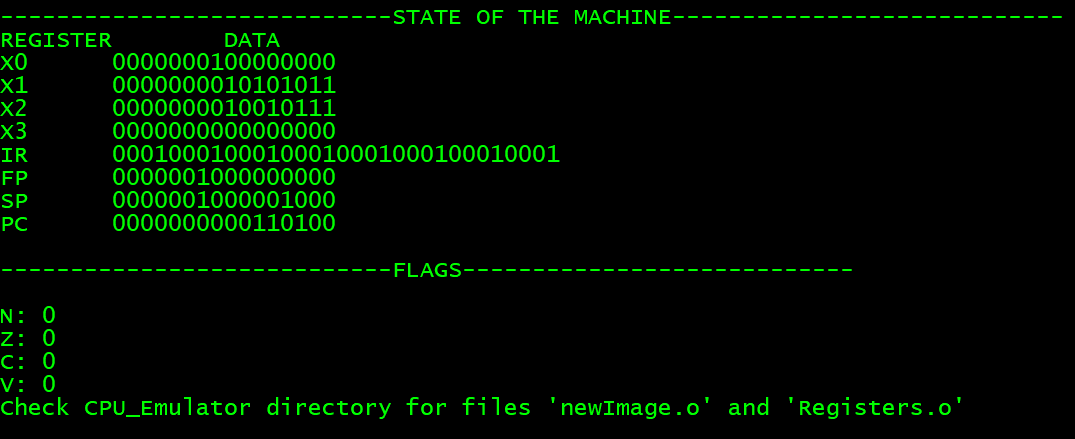 ----------------------------STATE OF THE MACHINE----------------------------
REGISTER        DATA
X0      0000000100000000
X1      0000000010101011
X2      0000000010010111
X3      0000000000000000
IR      00010001000100010001000100010001
FP      0000001000000000
SP      0000001000001000
PC      0000000000110100
----------------------------FLAGS----------------------------
N: 0
Z: 0
C: 0
V: 0
Check CPU_Emulator directory for files 'newImage.o' and 'Registers.o'